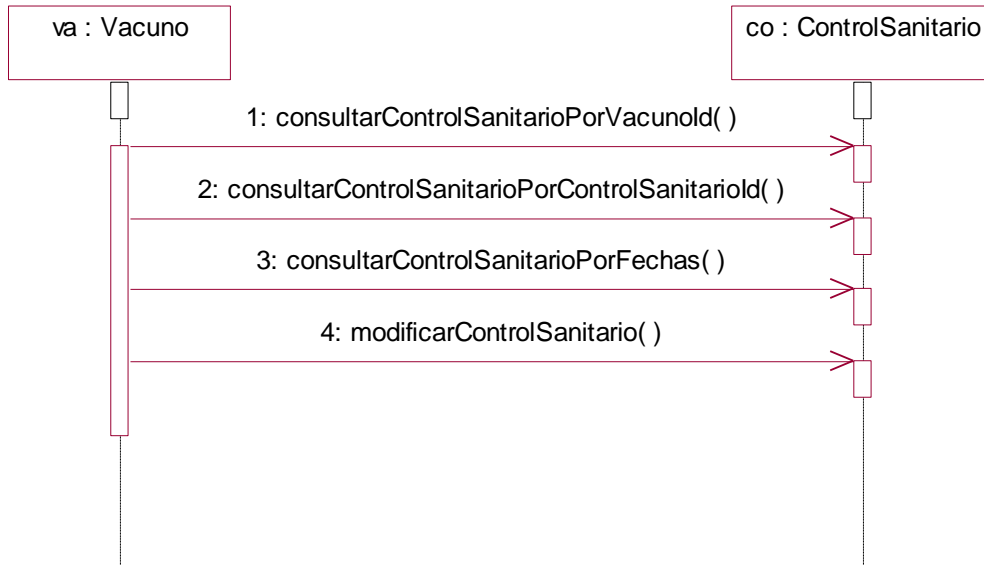 va : Vacuno
co : ControlSanitario
1: consultarControlSanitarioPorVacunoId( )
2: consultarControlSanitarioPorControlSanitarioId( )
3: consultarControlSanitarioPorFechas( )
4: modificarControlSanitario( )